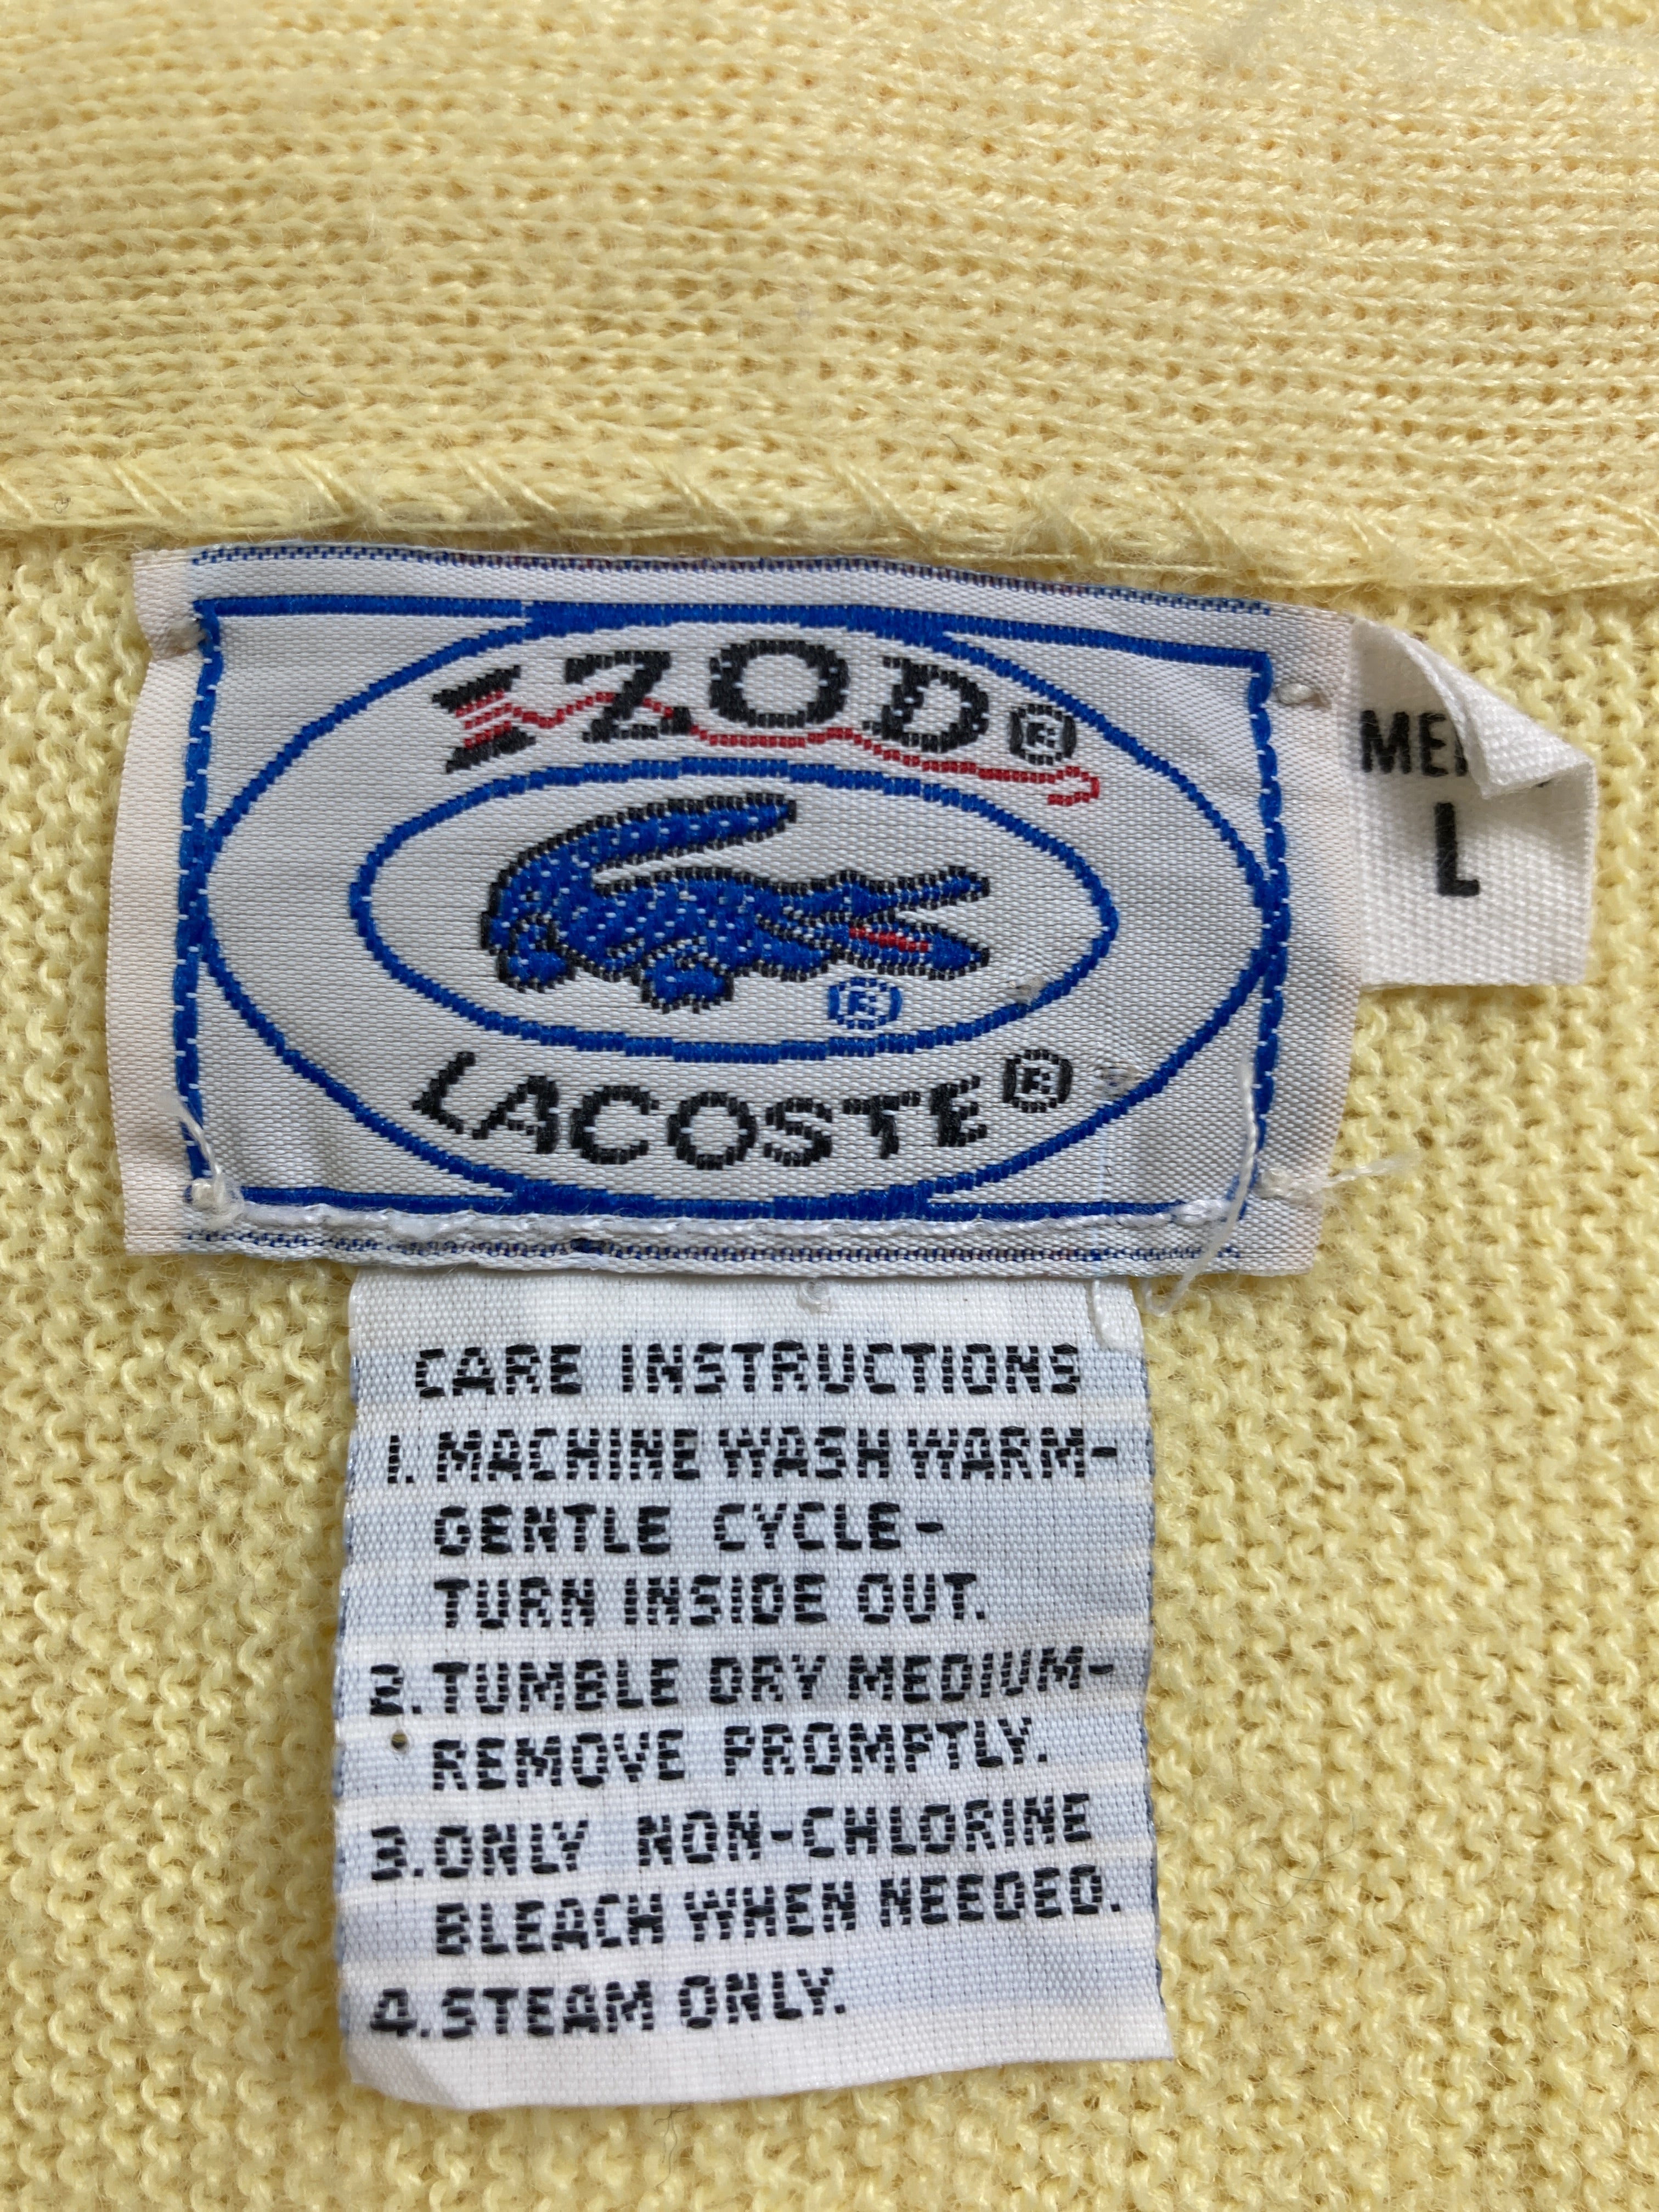 IZOD®
®
LACOSTE®
L
CARE INSTRUCTIONS
1. MACHINE WASH WARM-
GENTLE CYCLE-
TURN INSIDE OUT.
2. TUMBLE DRY MEDIUM-
REMOVE PROMPTLY.
3. ONLY NON-CHLORINE
BLEACH WHEN NEEDED.
4. STEAM ONLY.